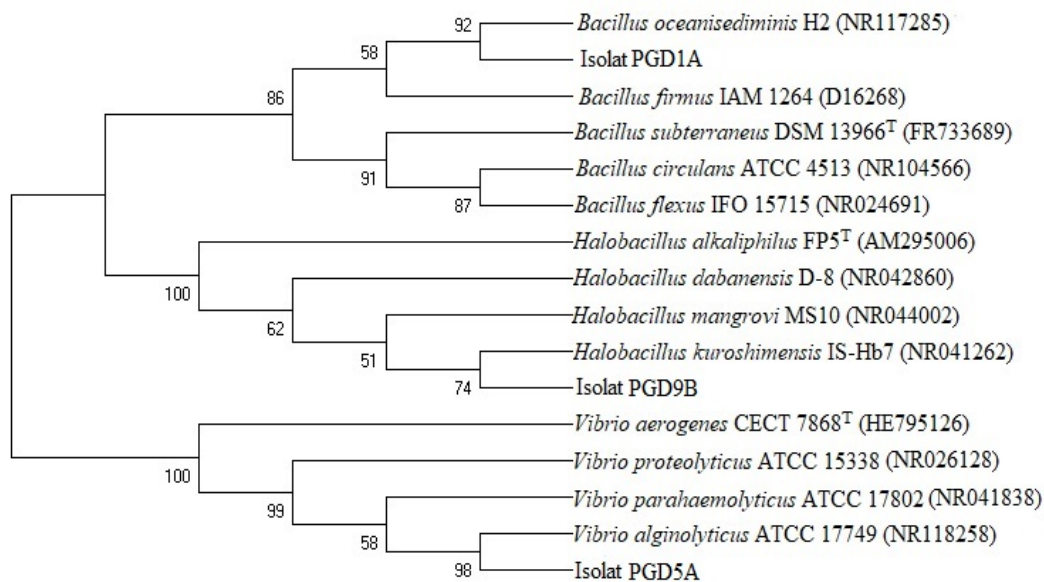 92
Bacillus oceanisediminis H2 (NR117285)
58
Isolat PGD1A
86
Bacillus firmus IAM 1264 (D16268)
Bacillus subterraneus DSM 13966ᵀ (FR733689)
91
Bacillus circulans ATCC 4513 (NR104566)
87
Bacillus flexus IFO 15715 (NR024691)
Halobacillus alkaliphilus FP5ᵀ (AM295006)
100
Halobacillus dabanensis D-8 (NR042860)
62
Halobacillus mangrovi MS10 (NR044002)
51
Halobacillus kuroshimensis IS-Hb7 (NR041262)
74
Isolat PGD9B
Vibrio aerogenes CECT 7868ᵀ (HE795126)
100
Vibrio proteolyticus ATCC 15338 (NR026128)
99
Vibrio parahaemolyticus ATCC 17802 (NR041838)
58
Vibrio alginolyticus ATCC 17749 (NR118258)
98
Isolat PGD5A